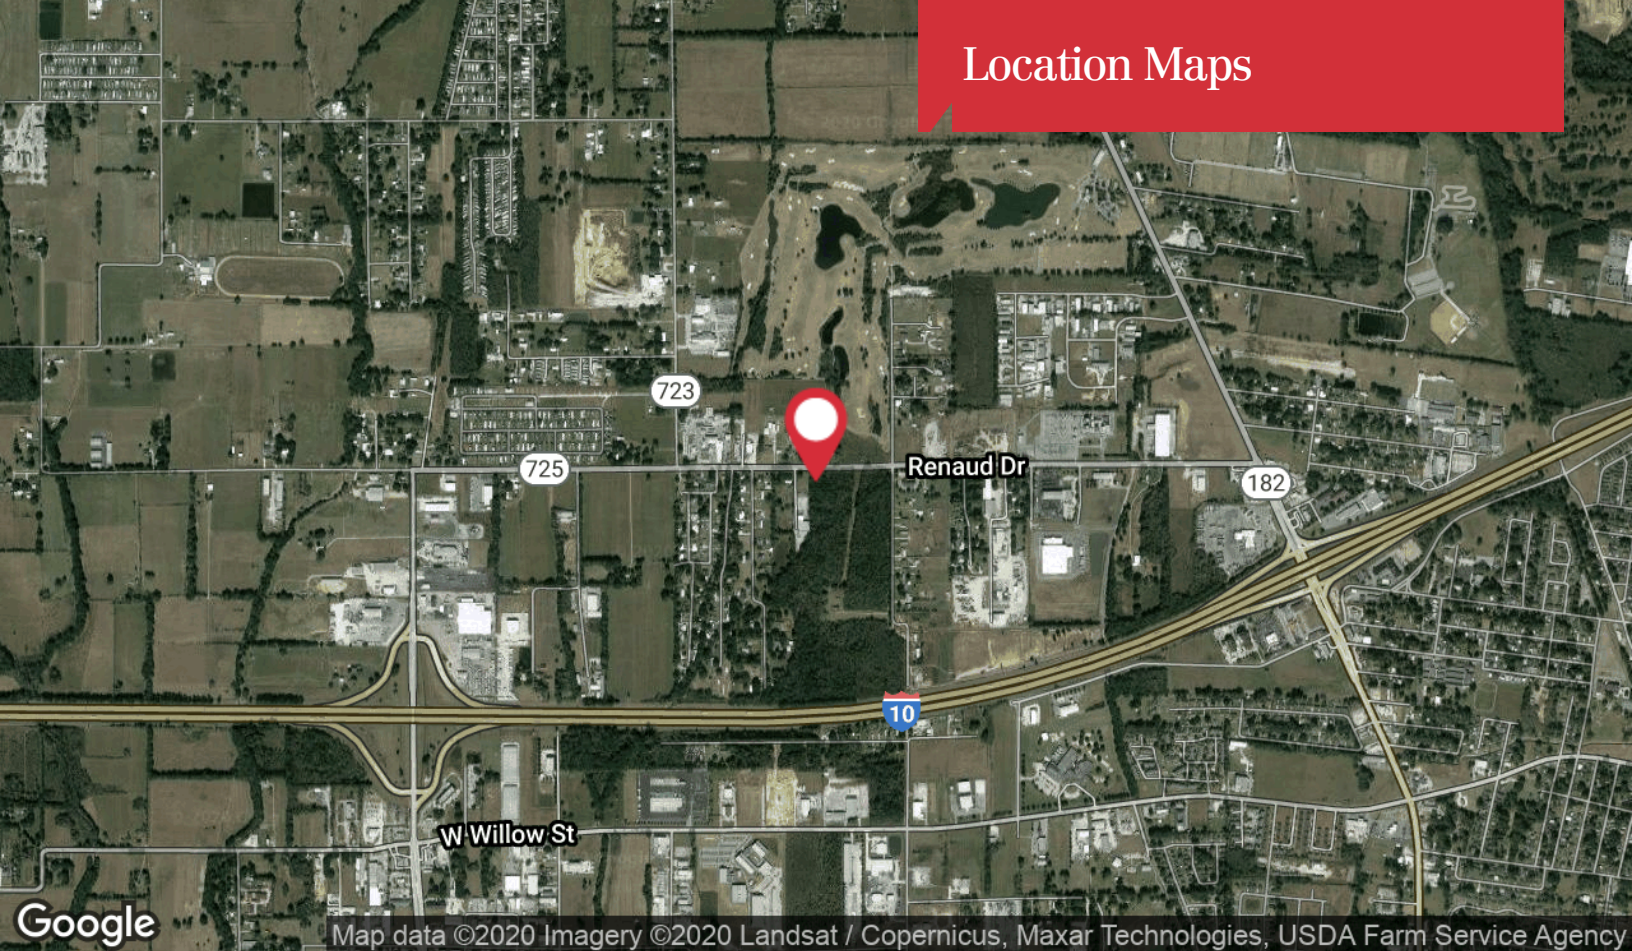 Location Maps
723
725
Renaud Dr
182
10
W Willow St
Google
Map data ©2020 Imagery ©2020 Landsat / Copernicus, Maxar Technologies, USDA Farm Service Agency